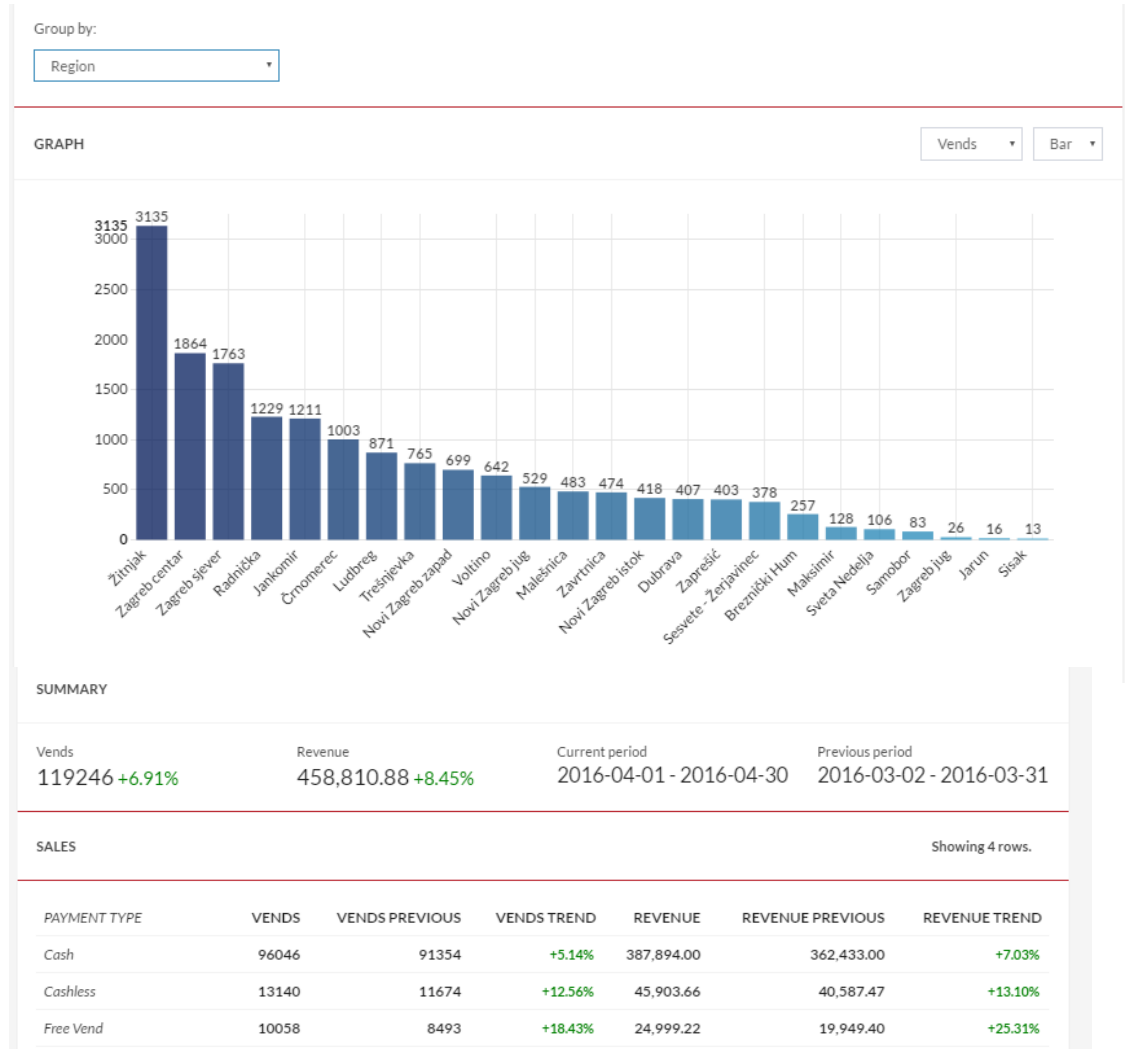 Group by:
Region
GRAPH
Vends
Bar
3135
3000
2500
2000
1500
1000
500
0
3135
1864
1763
1229
1211
1003
871
765
699
642
529
483
474
418
407
403
378
257
128
106
83
26
16
13
Žitnjak
Zagreb centar
Zagreb sjever
Radnička
Jankomir
Črnomerec
Ludbreg
Trešnjevka
Novi Zagreb zapad
Voltino
Novi Zagreb jug
Malešnica
Zavrtnica
Novi Zagreb istok
Dubrava
Zaprešić
Sesvete - Žerjavinec
Breznički Hum
Maksimir
Sveta Nedelja
Samobor
Zagreb jug
Jarun
Sisak
SUMMARY
Vends Revenue Current period Previous period
119246 +6.91% 458,810.88 +8.45% 2016-04-01 - 2016-04-30 2016-03-02 - 2016-03-31
SALES Showing 4 rows.
PAYMENT TYPE VENDS VENDS PREVIOUS VENDS TREND REVENUE REVENUE PREVIOUS REVENUE TREND
Cash 96046 91354 +5.14% 387,894.00 362,433.00 +7.03%
Cashless 13140 11674 +12.56% 45,903.66 40,587.47 +13.10%
Free Vend 10058 8493 +18.43% 24,999.22 19,949.40 +25.31%